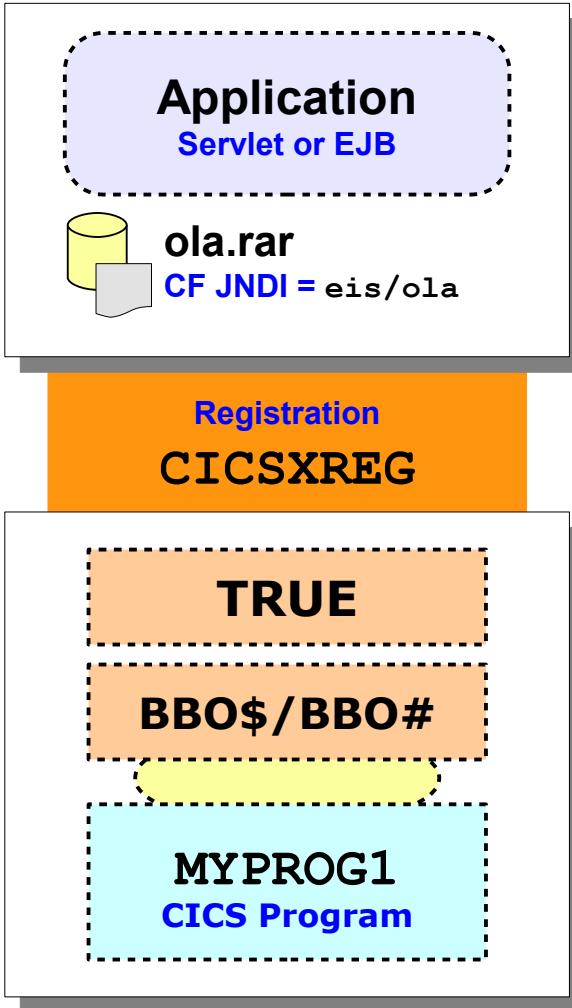 Application
Servlet or EJB
ola.rar
CF JNDI = eis/ola
Registration
CICSXREG
TRUE
BBO$/BBO#
MYPROG1
CICS Program